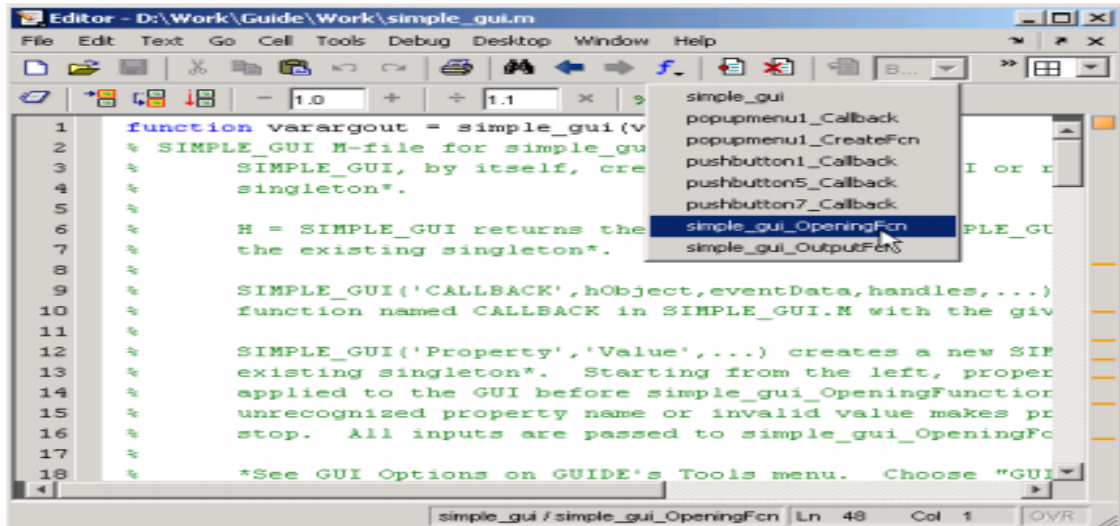 Editor - D:\Work\Guide\Work\simple_gui.m
File Edit Text Go Cell Tools Debug Desktop Window Help
B...
1.0 1.1
simple_gui
popupmenu1_Callback
popupmenu1_CreateFcn
pushbutton1_Callback
pushbutton5_Callback
pushbutton7_Callback
simple_gui_OpeningFcn
simple_gui_OutputFcn
1 function varargout = simple_gui(v
2 % SIMPLE_GUI M-file for simple_gu
3 % SIMPLE_GUI, by itself, cre I or r
4 % singleton*.
5 %
6 % H = SIMPLE_GUI returns the MPLE_GU
7 % the existing singleton*.
8 %
9 % SIMPLE_GUI('CALLBACK',hObject,eventData,handles,...)
10 % function named CALLBACK in SIMPLE_GUI.M with the giv
11 %
12 % SIMPLE_GUI('Property','Value',...) creates a new SIM
13 % existing singleton*. Starting from the left, proper
14 % applied to the GUI before simple_gui_OpeningFunction
15 % unrecognized property name or invalid value makes pr
16 % stop. All inputs are passed to simple_gui_OpeningFc
17 %
18 % *See GUI Options on GUIDE's Tools menu. Choose "GUI
simple_gui / simple_gui_OpeningFcn Ln 48 Col 1 OVR